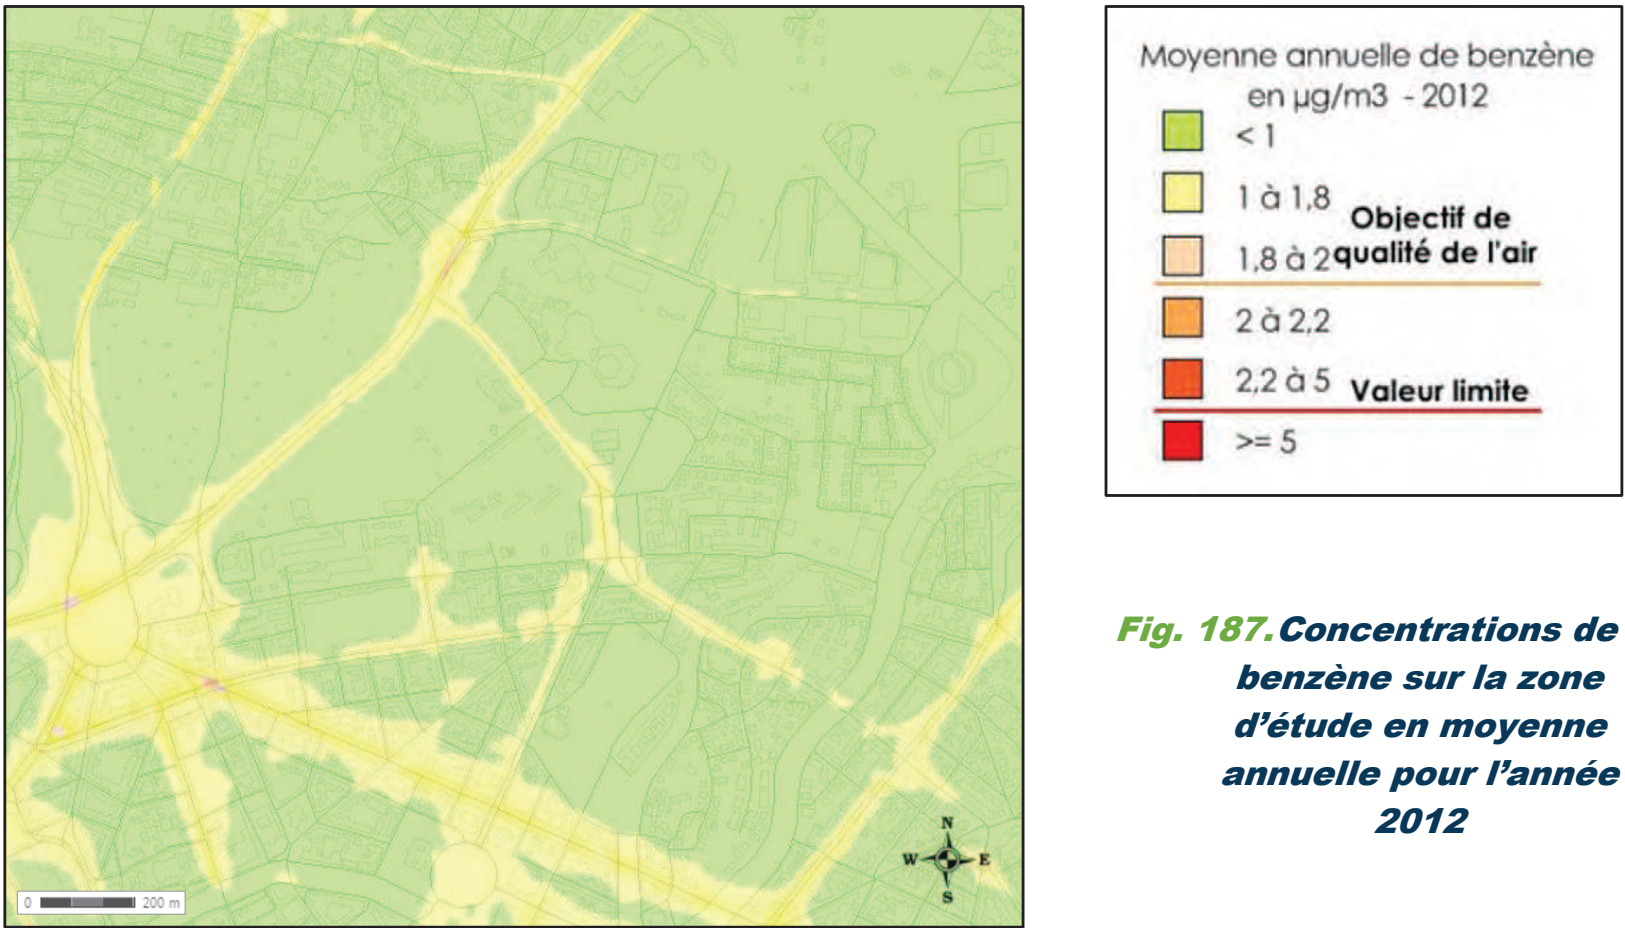 Moyenne annuelle de benzène
en µg/m3 - 2012
< 1
1 à 1,8
Objectif de
1,8 à 2 qualité de l'air
2 à 2,2
2,2 à 5 Valeur limite
>= 5
Fig. 187. Concentrations de
benzène sur la zone
d'étude en moyenne
annuelle pour l'année
2012
N
W E
S
0 200 m